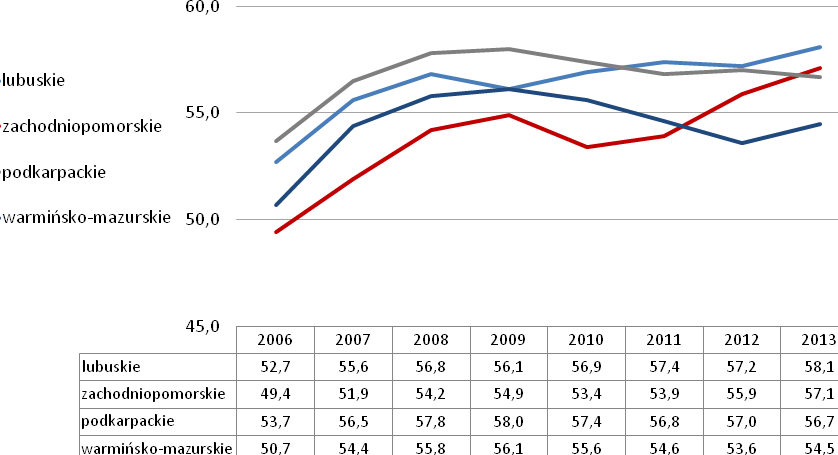 60,0
lubuskie
55,0
zachodniopomorskie
podkarpackie
warmińsko-mazurskie 50,0
45,0
2006 2007 2008 2009 2010 2011 2012 2013
lubuskie 52,7 55,6 56,8 56,1 56,9 57,4 57,2 58,1
zachodniopomorskie 49,4 51,9 54,2 54,9 53,4 53,9 55,9 57,1
podkarpackie 53,7 56,5 57,8 58,0 57,4 56,8 57,0 56,7
warmińsko-mazurskie 50,7 54,4 55,8 56,1 55,6 54,6 53,6 54,5